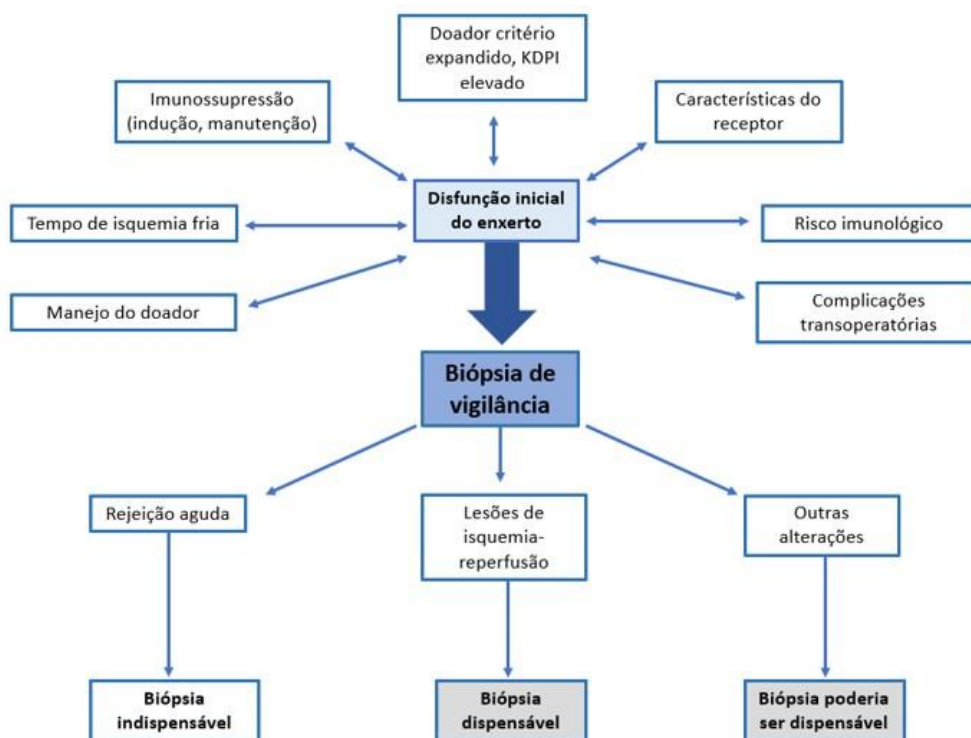 Doador critério
expandido, KDPI
elevado
Imunossupressão
(indução, manutenção)
Características do
receptor
Disfunção inicial
do enxerto
Tempo de isquemia fria
Risco imunológico
Manejo do doador
Complicações
transoperatórias
Biópsia de
vigilância
Rejeição aguda
Lesões de
isquemia-
reperfusão
Outras
alterações
Biópsia
indispensável
Biópsia
dispensável
Biópsia poderia
ser dispensável